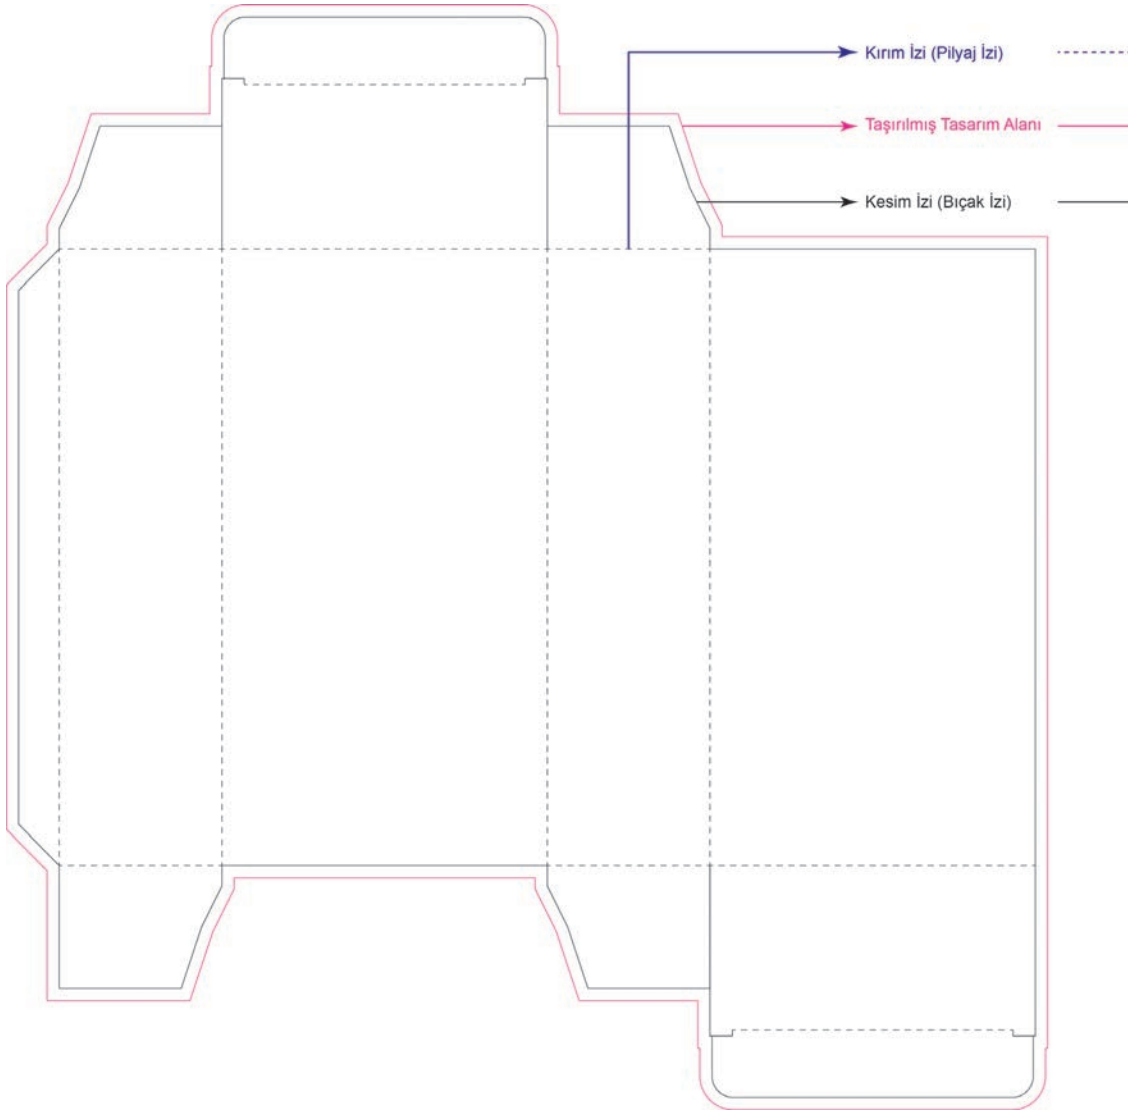 Kırım İzi (Pilyaj İzi)
Taşırılmış Tasarım Alanı
Kesim İzi (Bıçak İzi)